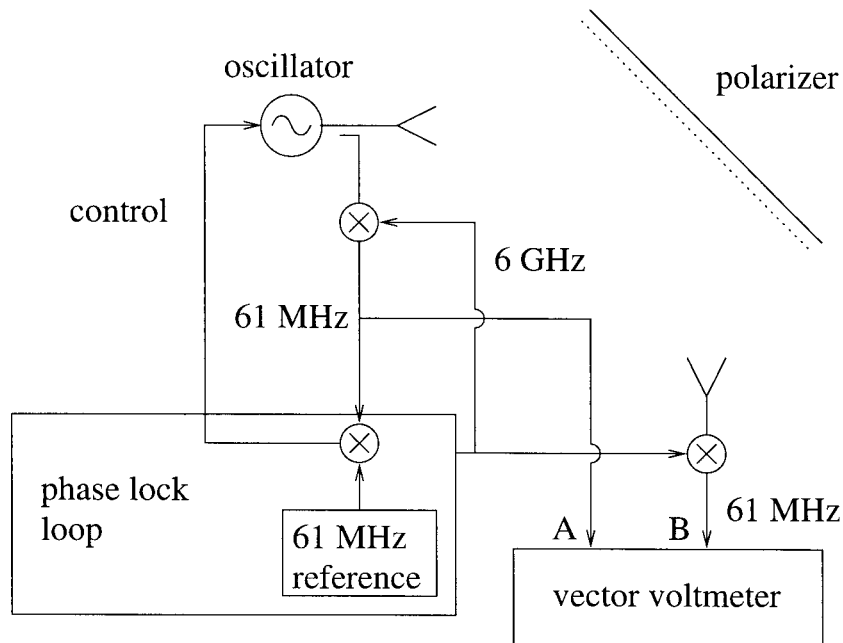 oscillator
polarizer
control
6 GHz
61 MHz
phase lock
loop
61 MHz
reference
A
B
61 MHz
vector voltmeter